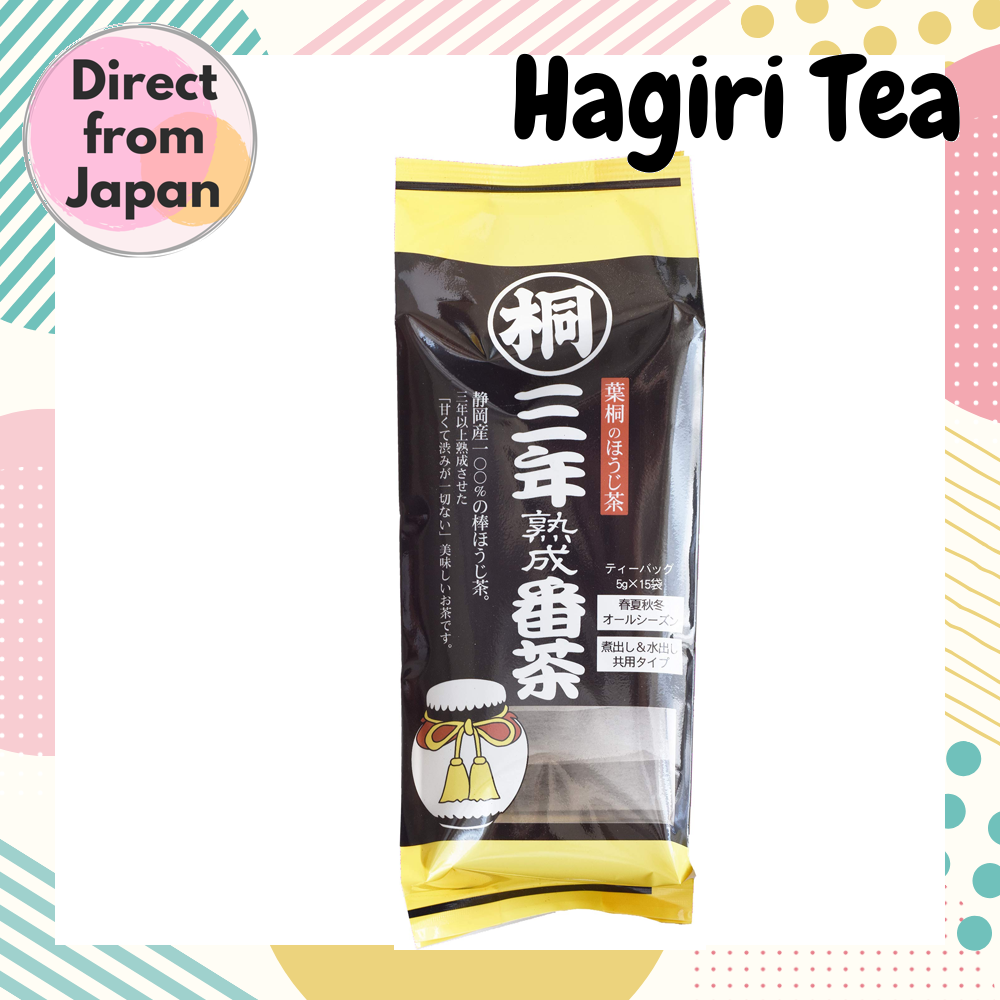 Direct
from
Japan
Hagiri Tea
桐
葉桐のほうじ茶
三年熟成番茶
静岡産一〇〇%の棒ほうじ茶。
三年以上熟成させた
「甘くて渋みが一切ない」美味しいお茶です。
ティーバッグ
5g×15袋
春夏秋冬
オールシーズン
煮出し&水出し
共用タイプ